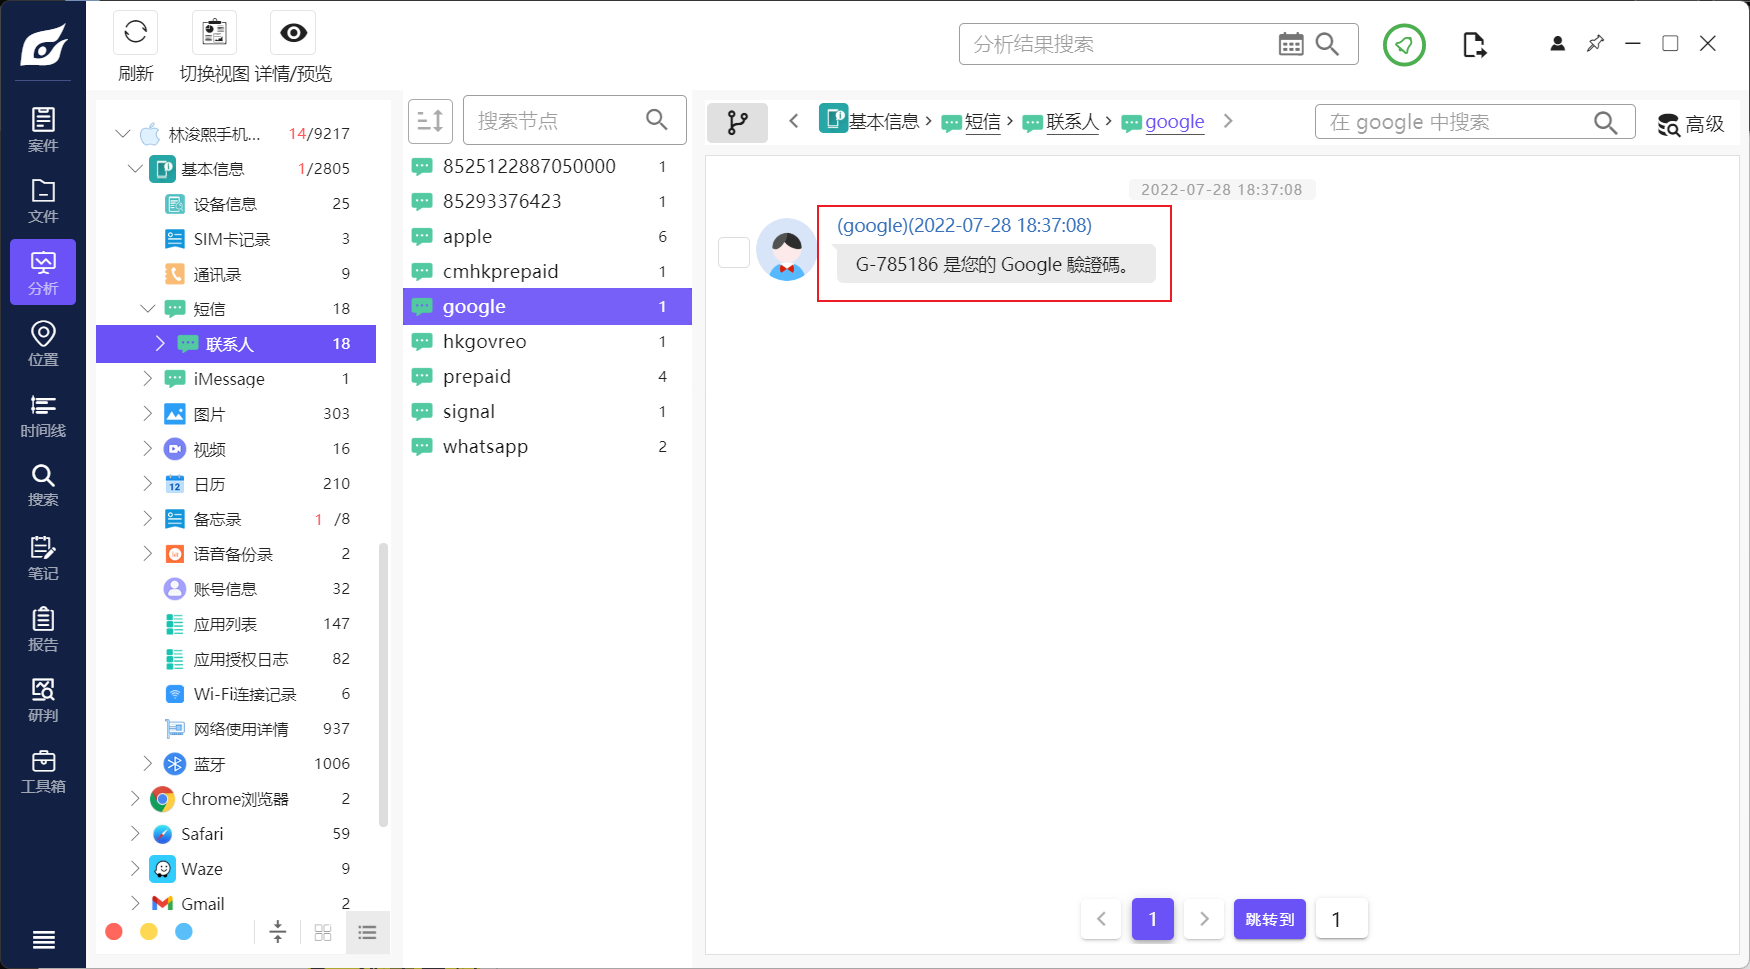 刷新
切换视图
详情/预览
分析结果搜索
案件
文件
分析
位置
时间线
搜索
笔记
报告
研判
工具箱
林浚熙手机... 14/9217
基本信息 1/2805
设备信息 25
SIM卡记录 3
通讯录 9
短信 18
联系人 18
iMessage 1
图片 303
视频 16
12 日历 210
备忘录 1 /8
语音备份录 2
账号信息 32
应用列表 147
应用授权日志 82
Wi-Fi连接记录 6
网络使用详情 937
蓝牙 1006
Chrome浏览器 2
Safari 59
Waze 9
Gmail 2
搜索节点
8525122887050000 1
85293376423 1
apple 6
cmhkprepaid 1
google 1
hkgovreo 1
prepaid 4
signal 1
whatsapp 2
基本信息 › 短信 › 联系人 › google
在 google 中搜索
高级
2022-07-28 18:37:08
(google)(2022-07-28 18:37:08)
G-785186 是您的 Google 驗證碼。
1 跳转到 1